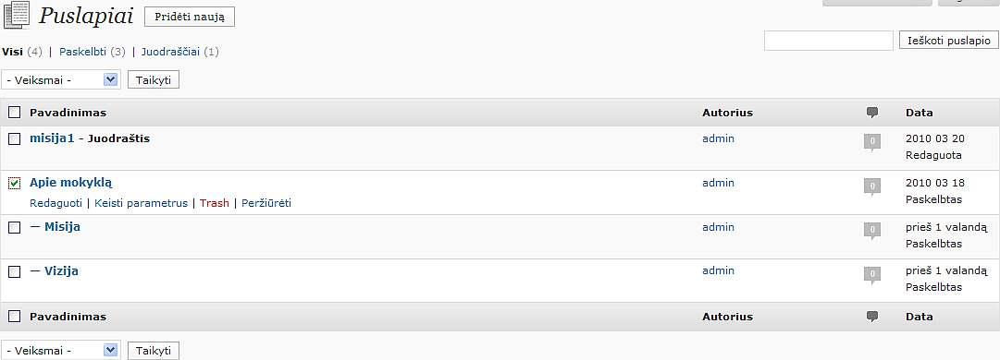 Puslapiai Pridėti naują
Visi (4) | Paskelbti (3) | Juodraščiai (1)
Ieškoti puslapio
- Veiksmai - Taikyti
Pavadinimas Autorius Data
misija1 - Juodraštis admin 0 2010 03 20
Redaguota
Apie mokyklą admin 0 2010 03 18
Redaguoti | Keisti parametrus | Trash | Peržiūrėti Paskelbtas
— Misija admin 0 prieš 1 valandą
Paskelbtas
— Vizija admin 0 prieš 1 valandą
Paskelbtas
Pavadinimas Autorius Data
- Veiksmai - Taikyti